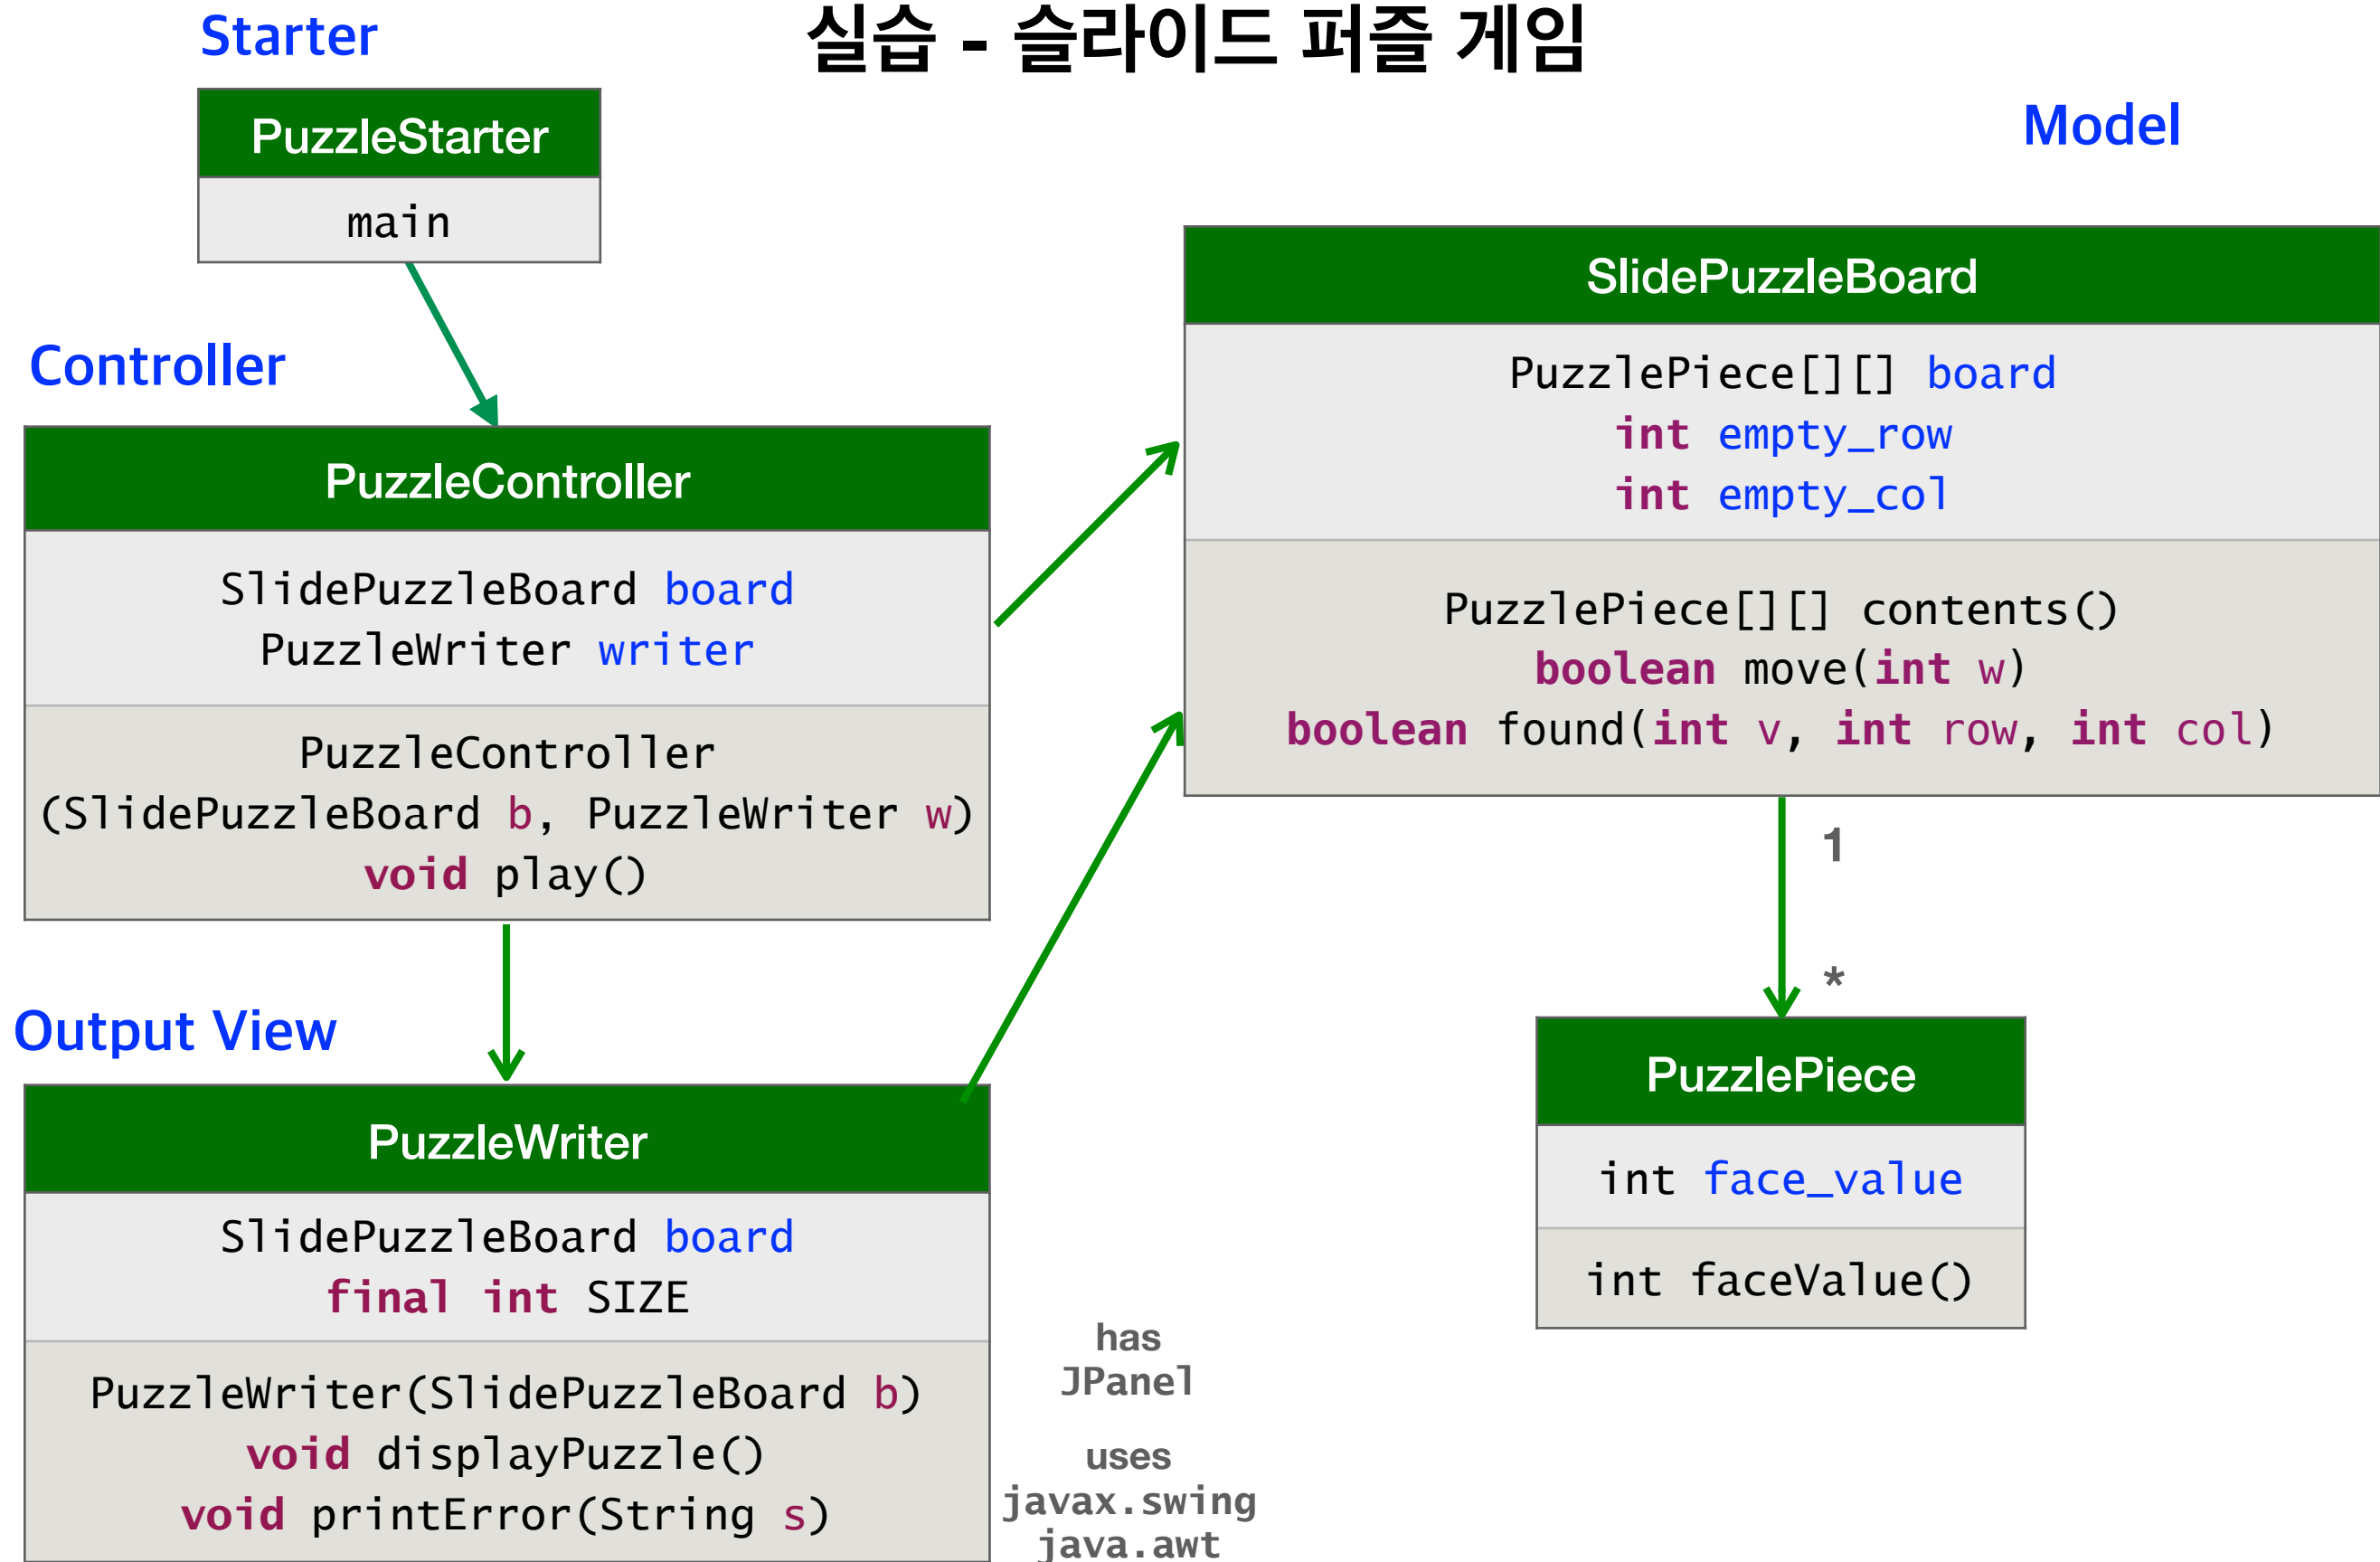 실습 - 슬라이드 퍼즐 게임
Starter
PuzzleStarter
main
Controller
PuzzleController
SlidePuzzleBoard board
PuzzleWriter writer
PuzzleController
(SlidePuzzleBoard b, PuzzleWriter w)
void play()
Output View
PuzzleWriter
SlidePuzzleBoard board
final int SIZE
PuzzleWriter(SlidePuzzleBoard b)
void displayPuzzle()
void printError(String s)
has
JPanel
uses
javax.swing
java.awt
Model
SlidePuzzleBoard
PuzzlePiece[][] board
int empty_row
int empty_col
PuzzlePiece[][] contents()
boolean move(int w)
boolean found(int v, int row, int col)
1
*
PuzzlePiece
int face_value
int faceValue()